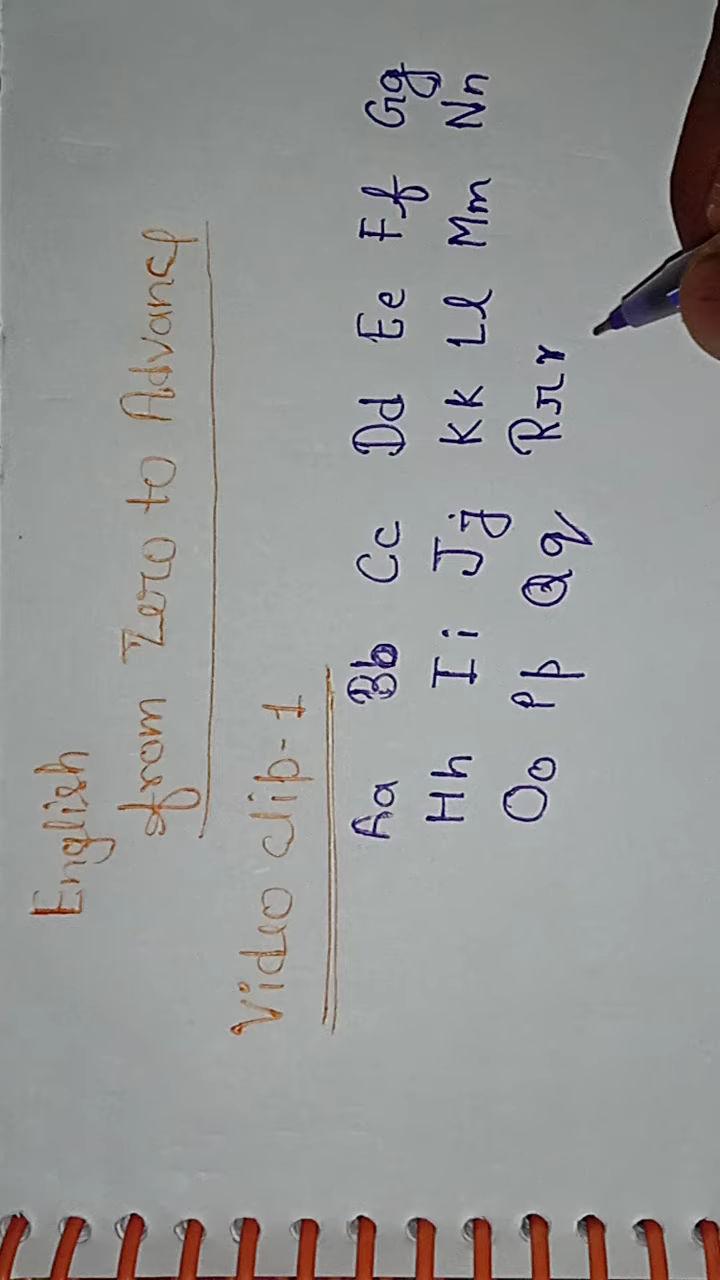 English
from Zero to Advance
Video clip-1
Aa Bb Cc Dd Ee Ff Gg
Hh Ii Jj Kk Ll Mm Nn
Oo Pp Qq Rr r